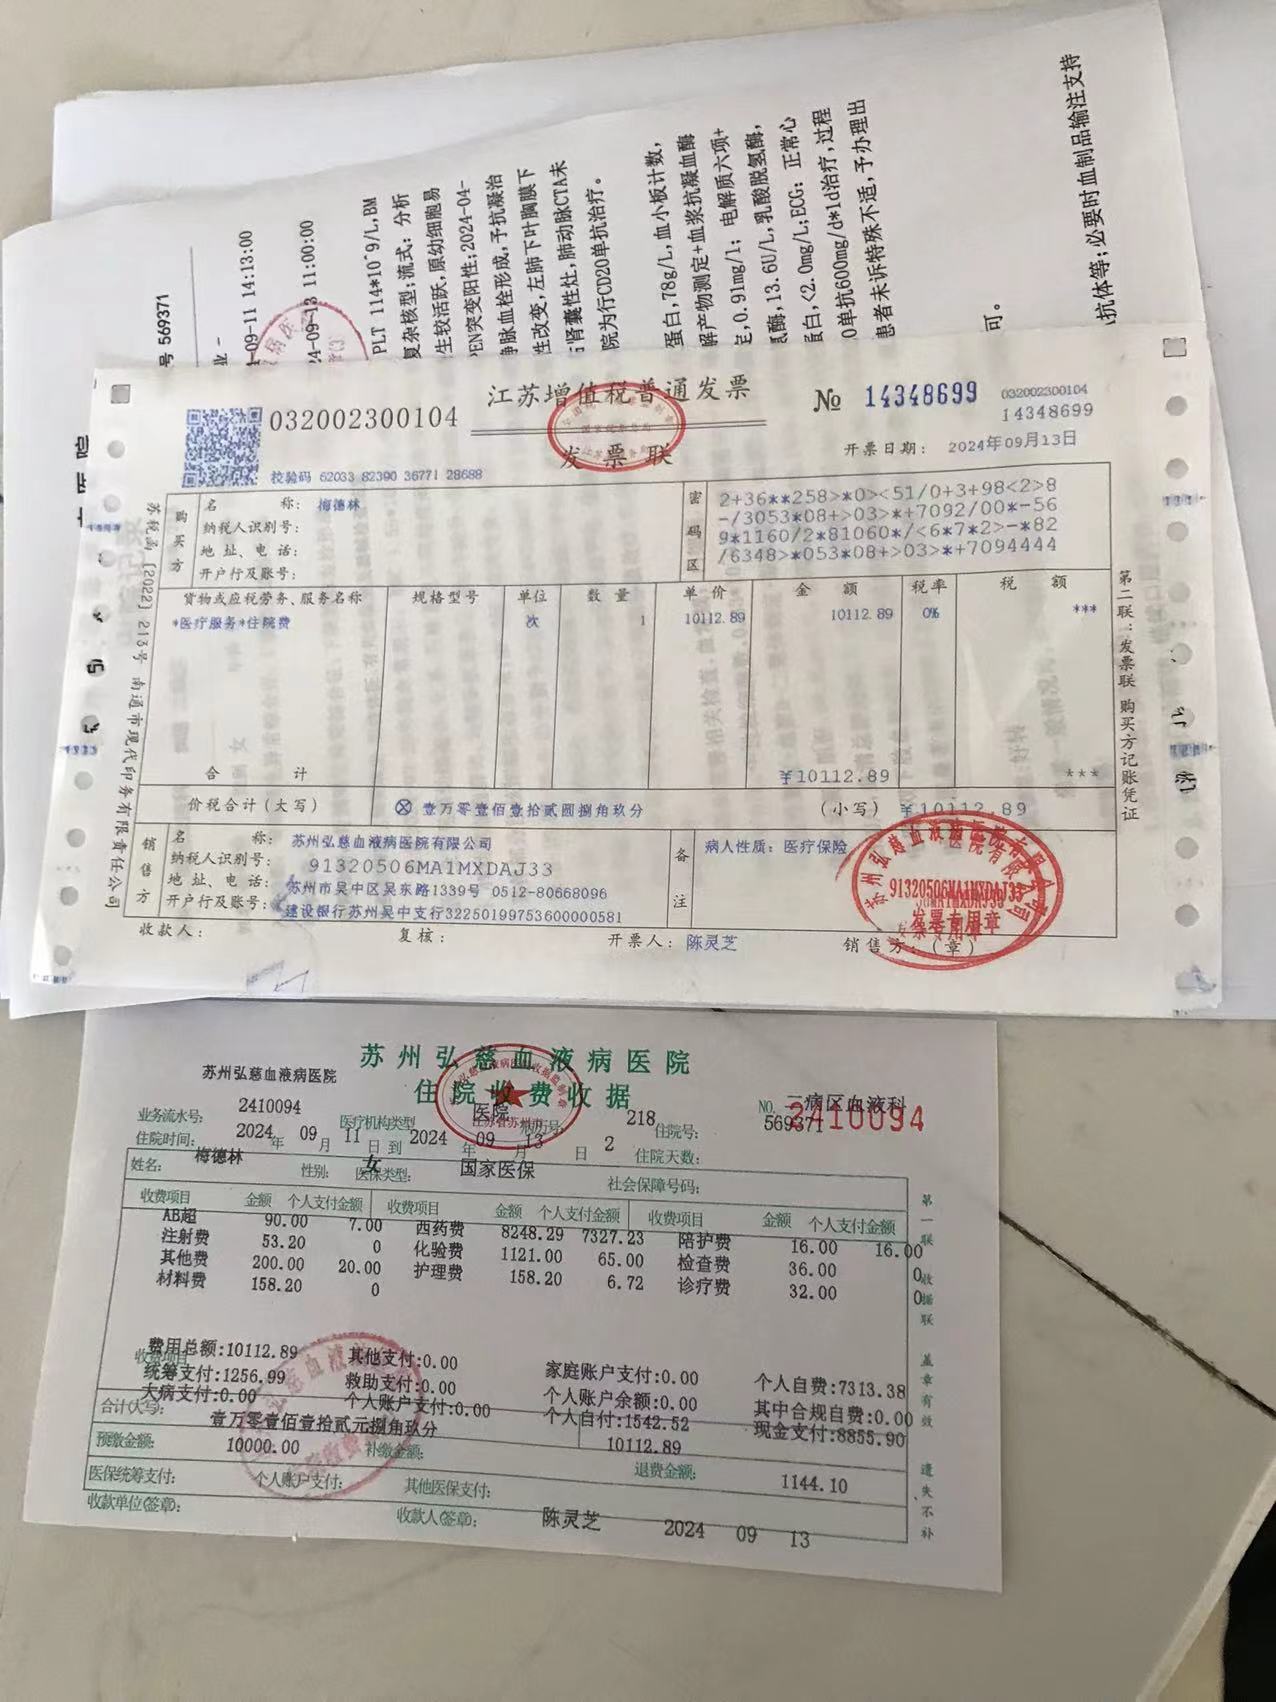 号 569371
-09-11 14:13:00
24-09-13 11:00:00
PLT 114*10^9/L,BM
复杂核型;流式:分析
生较活跃,原幼细胞易
PEN突变阳性;2024-04-
静脉血栓形成,予抗凝治
性改变,左肺下叶胸膜下
肾囊性灶,肺动脉CTA未
院为行CD20单抗治疗。
蛋白,78g/L,血小板计数,
解产物测定+血浆抗凝血酶
,0.91mg/l; 电解质六项+
酶,13.6U/L,乳酸脱氢酶,
蛋白,<2.0mg/L;ECG: 正常心
0单抗600mg/d*1d治疗,过程
患者未诉特殊不适,予办理出
可。
抗体等;必要时血制品输注支持
032002300104
江苏增值税普通发票
发票联
№ 14348699
032002300104
14348699
校验码 62033 82390 36771 28688
开票日期: 2024年09月13日
苏税函[2022]213号 南通市现代印务有限责任公司
购买方
名 称: 梅德林
纳税人识别号:
地址、电话:
开户行及账号:
密码区
2+36**258>*0><51/0+3+98<2>8
-/3053*08+>03>*+7092/00*-56
9*1160/2*81060*/<6*7*2>-*82
/6348>*053*08+>03>*+7094444
货物或应税劳务、服务名称 规格型号 单位 数量 单价 金额 税率 税额
*医疗服务*住院费 次 1 10112.89 10112.89 0% ***
合 计 ¥10112.89 ***
价税合计(大写) ⊗ 壹万零壹佰壹拾贰圆捌角玖分 (小写) ¥10112.89
销售方
名 称: 苏州弘慈血液病医院有限公司
纳税人识别号: 91320506MA1MXDAJ33
地址、电话: 苏州市吴中区吴东路1339号 0512-80668096
开户行及账号: 建设银行苏州吴中支行32250199753600000581
备注
病人性质: 医疗保险
91320506MA1MXDAJ33
发票专用章
收款人: 复核: 开票人: 陈灵芝 销售方:(章)
第二联:发票联 购买方记账凭证
苏州弘慈血液病医院
住院收费收据
苏州弘慈血液病医院
业务流水号: 2410094 医疗机构类型 医院 病历号: 218 住院号: 569371
NO. 2410094
二病区血液科
住院时间: 2024年09月11日到2024年09月13日 2 住院天数:
姓名: 梅德林 性别: 女 医保类型: 国家医保 社会保障号码:
收费项目 金额 个人支付金额 收费项目 金额 个人支付金额 收费项目 金额 个人支付金额
AB超 90.00 7.00 西药费 8248.29 7327.23 陪护费 16.00 16.00
注射费 53.20 0 化验费 1121.00 65.00 检查费 36.00 0
其他费 200.00 20.00 护理费 158.20 6.72 诊疗费 32.00 0
材料费 158.20 0
收费项目
费用总额:10112.89 其他支付:0.00 家庭账户支付:0.00 个人自费:7313.38
统筹支付:1256.99 救助支付:0.00 个人账户余额:0.00 其中合规自费:0.00
大病支付:0.00 个人账户支付:0.00 个人自付:1542.52 现金支付:8855.90
合计(大写): 壹万零壹佰壹拾贰元捌角玖分 10112.89
预缴金额: 10000.00 补缴金额: 退费金额: 1144.10
医保统筹支付: 个人账户支付: 其他医保支付:
收款单位(签章): 收款人(签章): 陈灵芝 2024 09 13
第一联 收据联 盖章有效 遗失不补